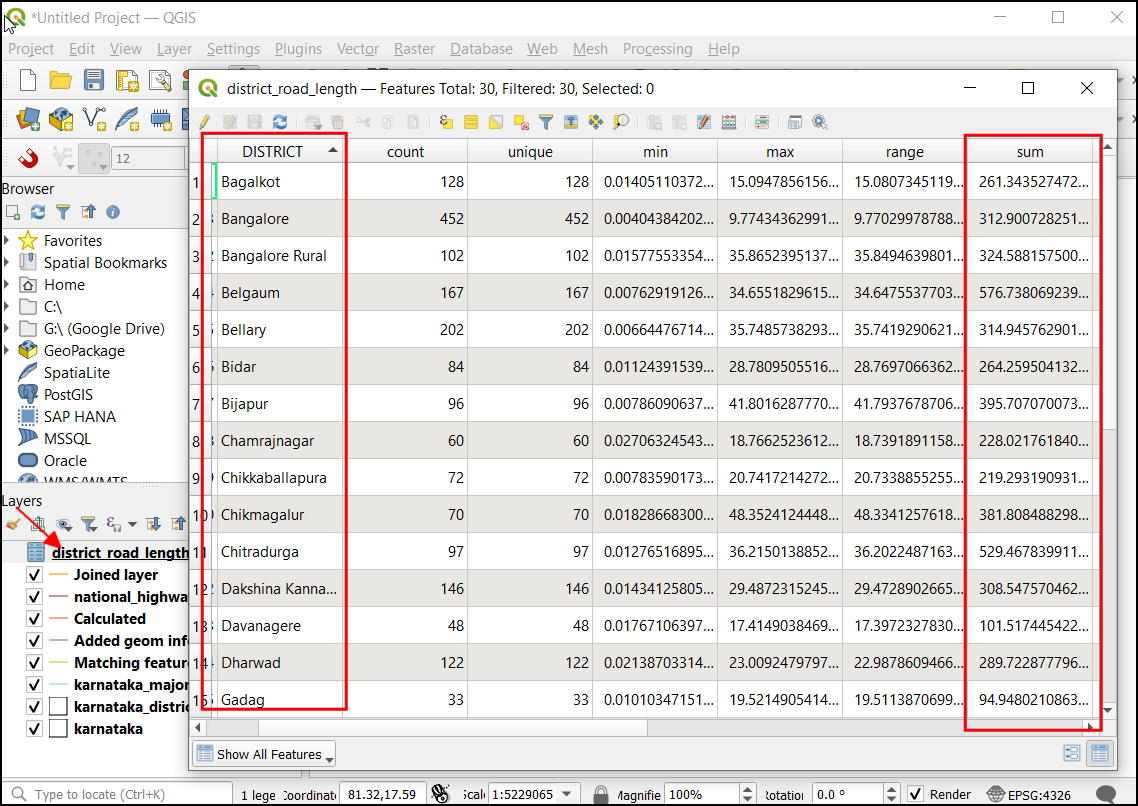 *Untitled Project — QGIS
Project Edit View Layer Settings Plugins Vector Raster Database Web Mesh Processing Help
district_road_length — Features Total: 30, Filtered: 30, Selected: 0
12
DISTRICT count unique min max range sum
1 Bagalkot 128 128 0.01405110372... 15.0947856156... 15.0807345119... 261.343527472...
2 Bangalore 452 452 0.00404384202... 9.77434362991... 9.77029978788... 312.900728251...
3 Bangalore Rural 102 102 0.01577553354... 35.8652395137... 35.8494639801... 324.588157500...
4 Belgaum 167 167 0.00762919126... 34.6551829615... 34.6475537703... 576.738069239...
5 Bellary 202 202 0.00664476714... 35.7485738293... 35.7419290621... 314.945762901...
6 Bidar 84 84 0.01124391539... 28.7809505516... 28.7697066362... 264.259504132...
7 Bijapur 96 96 0.00786090637... 41.8016287770... 41.7937678706... 395.707070073...
8 Chamrajnagar 60 60 0.02706324543... 18.7662523612... 18.7391891158... 228.021761840...
9 Chikkaballapura 72 72 0.00783590173... 20.7417214272... 20.7338855255... 219.293190931...
10 Chikmagalur 70 70 0.01828668300... 48.3524124448... 48.3341257618... 381.808488298...
11 Chitradurga 97 97 0.01276516895... 36.2150138852... 36.2022487163... 529.467839911...
12 Dakshina Kanna... 146 146 0.01434125805... 29.4872315245... 29.4728902665... 308.547570462...
13 Davanagere 48 48 0.01767106397... 17.4149038469... 17.3972327830... 101.517445422...
14 Dharwad 122 122 0.02138703314... 23.0092479797... 22.9878609466... 289.722877796...
15 Gadag 33 33 0.01010347151... 19.5214905414... 19.5113870699... 94.9480210863...
Show All Features
Browser
Favorites
Spatial Bookmarks
Home
C:\
G:\ (Google Drive)
GeoPackage
SpatiaLite
PostGIS
SAP HANA
MSSQL
Oracle
WMS/WMTS
Layers
district_road_length
Joined layer
national_highwa
Calculated
Added geom info
Matching featur
karnataka_major
karnataka_distri
karnataka
Type to locate (Ctrl+K) 1 lege Coordinate 81.32,17.59 Scale 1:5229065 Magnifie 100% Rotation 0.0 ° Render EPSG:4326